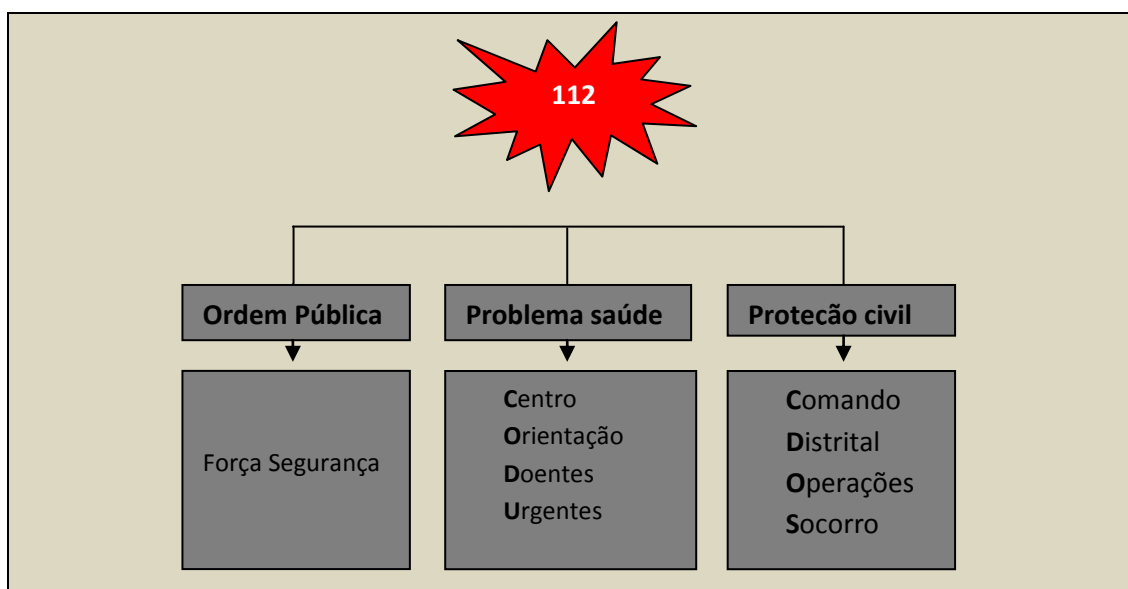 112
Ordem Pública
Problema saúde
Protecão civil
Força Segurança
Centro
Orientação
Doentes
Urgentes
Comando
Distrital
Operações
Socorro